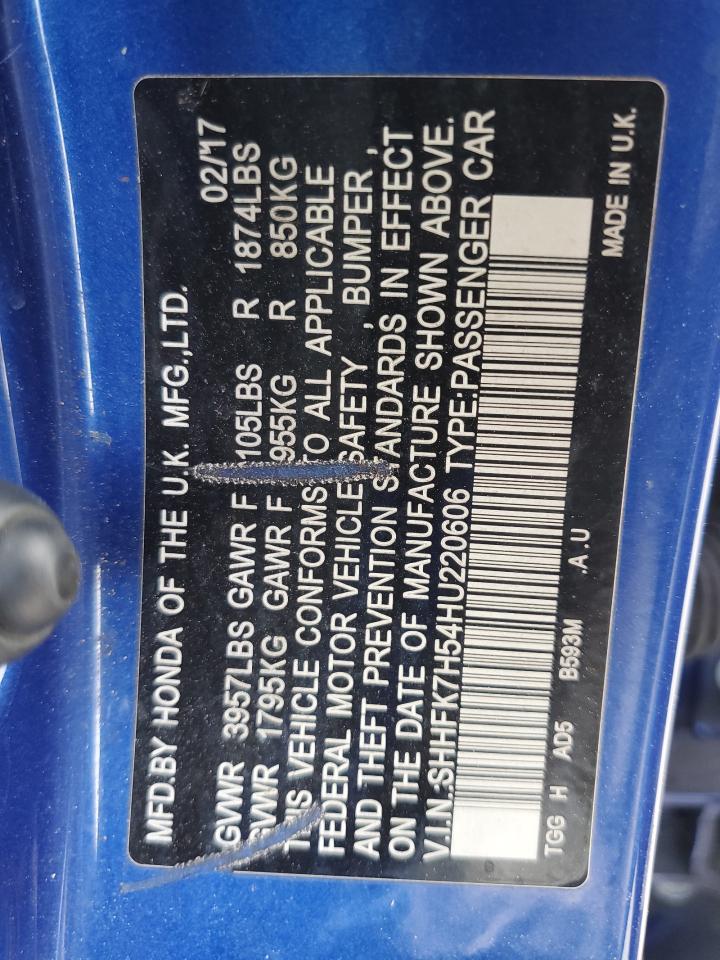 MFD.BY HONDA OF THE U.K. MFG.,LTD. 02/17
GVWR 3957LBS GAWR F 105LBS R 1874LBS
GVWR 1795KG GAWR F 955KG R 850KG
THIS VEHICLE CONFORMS TO ALL APPLICABLE
FEDERAL MOTOR VEHICLE SAFETY , BUMPER ,
AND THEFT PREVENTION STANDARDS IN EFFECT
ON THE DATE OF MANUFACTURE SHOWN ABOVE.
V.I.N.:SHHFK7H54HU220606 TYPE:PASSENGER CAR
TGG H AD5 B593M .A.U MADE IN U.K.